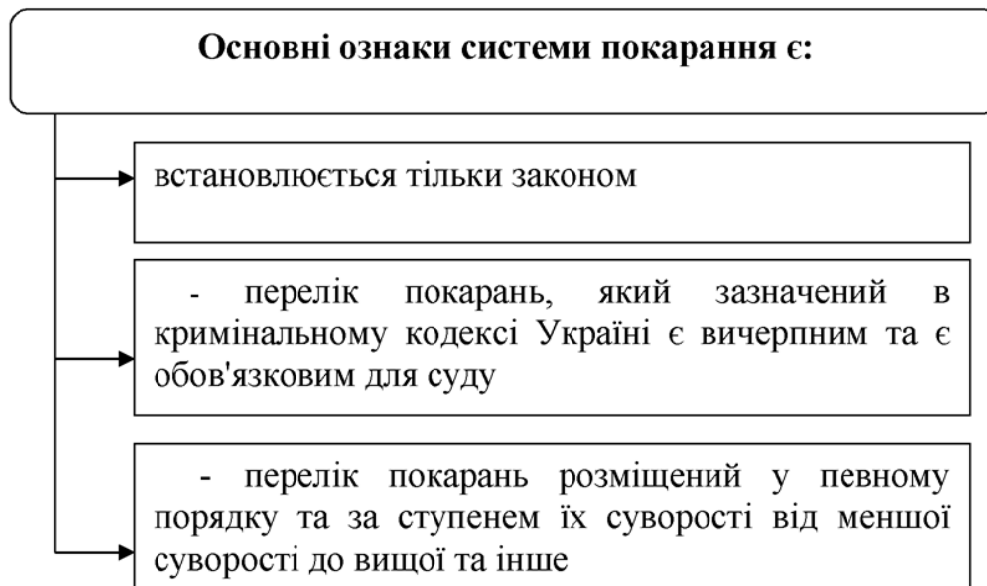 Основні ознаки системи покарання є:
встановлюється тільки законом
- перелік покарань, який зазначений в
кримінальному кодексі Україні є вичерпним та є
обов'язковим для суду
- перелік покарань розміщений у певному
порядку та за ступенем їх суворості від меншої
суворості до вищої та інше